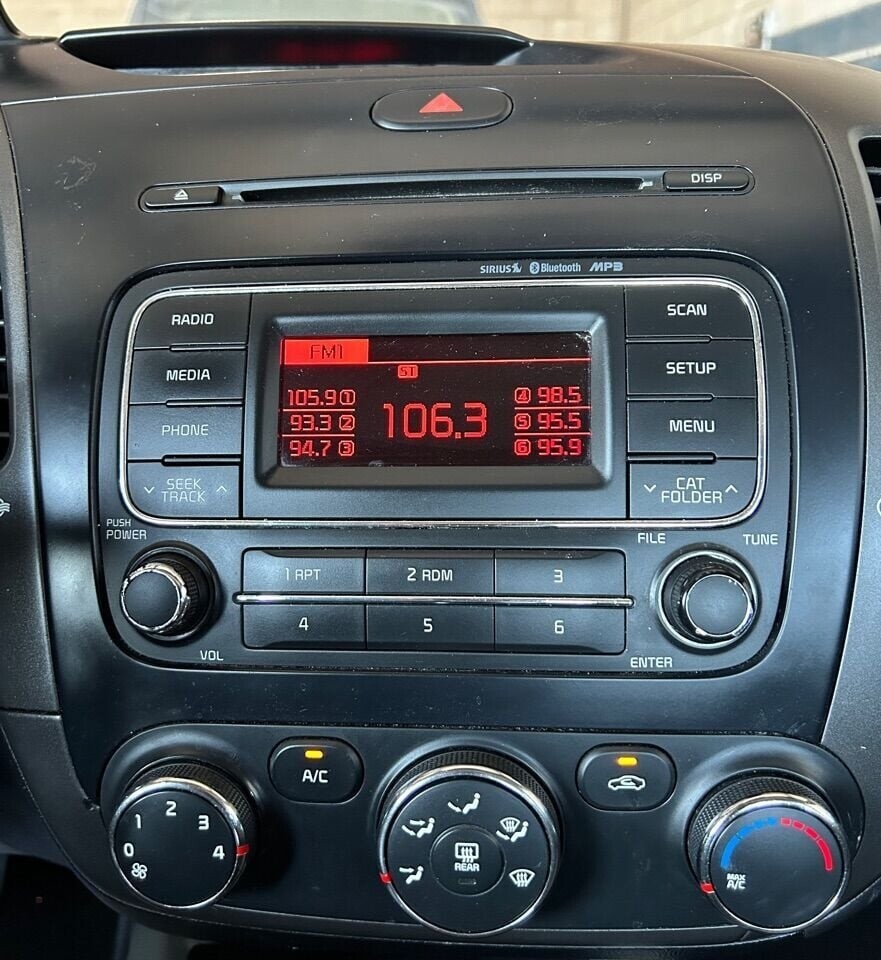 DISP
SIRIUS Bluetooth MP3
RADIO
MEDIA
PHONE
SEEK
TRACK
FM1
ST
105.9 1
93.3 2
94.7 3
106.3
4 98.5
5 95.5
6 95.9
SCAN
SETUP
MENU
CAT
FOLDER
PUSH
POWER
VOL
1 RPT
2 RDM
3
4
5
6
FILE
TUNE
ENTER
0
1
2
3
4
A/C
REAR
MAX
A/C